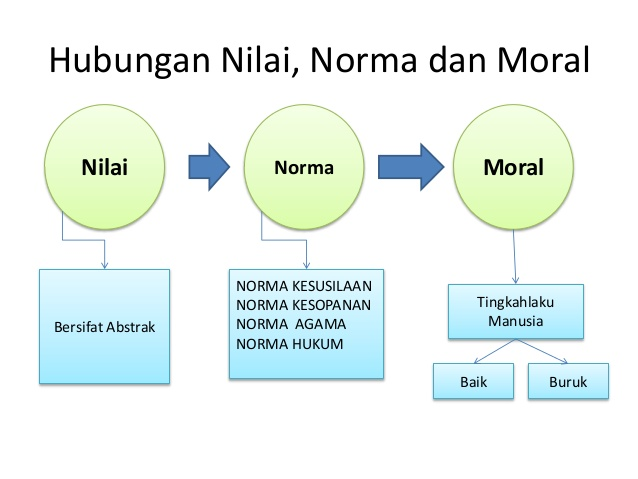 Hubungan Nilai, Norma dan Moral
Nilai
Norma
Moral
Bersifat Abstrak
NORMA KESUSILAAN
NORMA KESOPANAN
NORMA AGAMA
NORMA HUKUM
Tingkahlaku
Manusia
Baik
Buruk